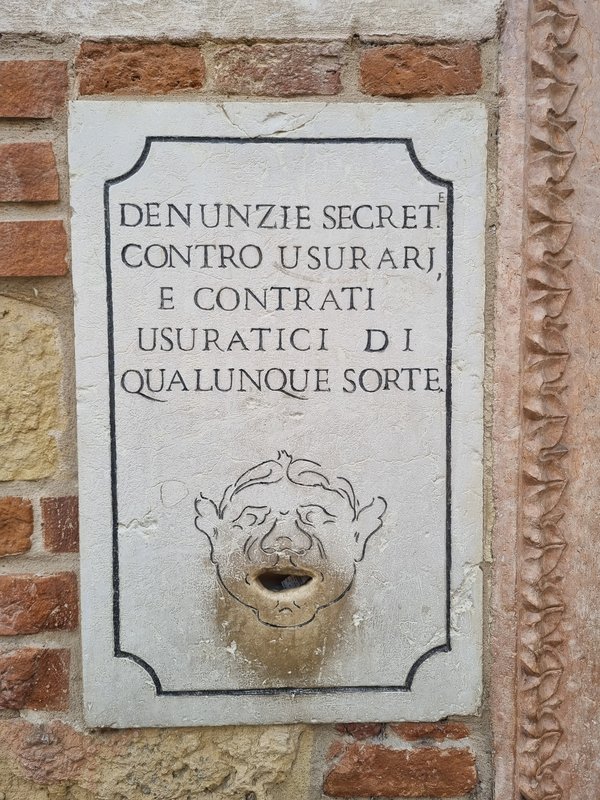 DENUNZIE SECRETE.
CONTRO USURARJ,
E CONTRATI
USURATICI DI
QUALUNQUE SORTE.